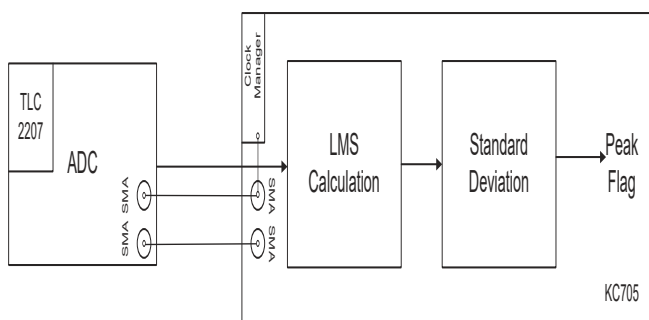 TLC
2207
ADC
SMA
SMA
Clock
Manager
SMA
SMA
LMS
Calculation
Standard
Deviation
Peak
Flag
KC705